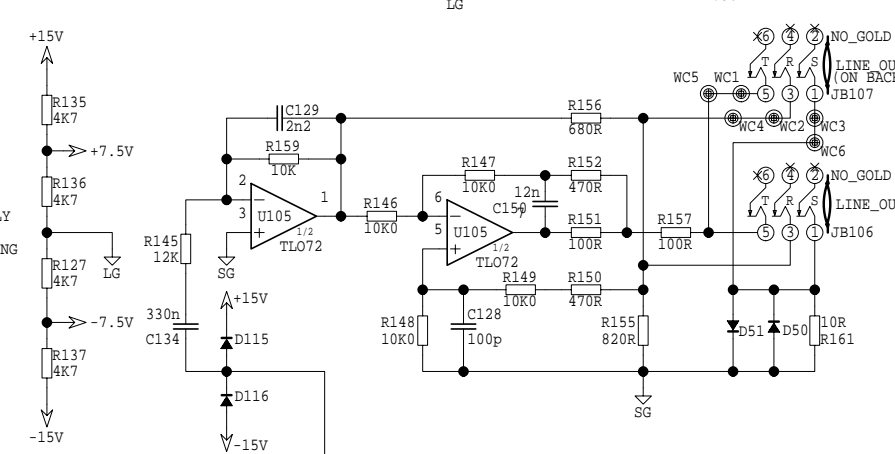 LG
+15V
R135
4K7
+7.5V
R136
4K7
LY
NG
LG
R127
4K7
-7.5V
R137
4K7
-15V
C129
2n2
R159
10K
2
3
1
U105
1/2
TLO72
R145
12K
SG
330n
C134
+15V
D115
D116
-15V
R146
10K0
R156
680R
R147
10K0
12n
C150
R152
470R
6
5
7
U105
1/2
TLO72
R151
100R
R157
100R
R149
10K0
R150
470R
R148
10K0
C128
100p
R155
820R
SG
6
4
2
NO_GOLD
T
R
S
LINE_OU
(ON BACK
WC5
WC1
5
3
1
JB107
WC4
WC2
WC3
WC6
6
4
2
NO_GOLD
T
R
S
LINE_OU
5
3
1
JB106
D51
D50
10R
R161